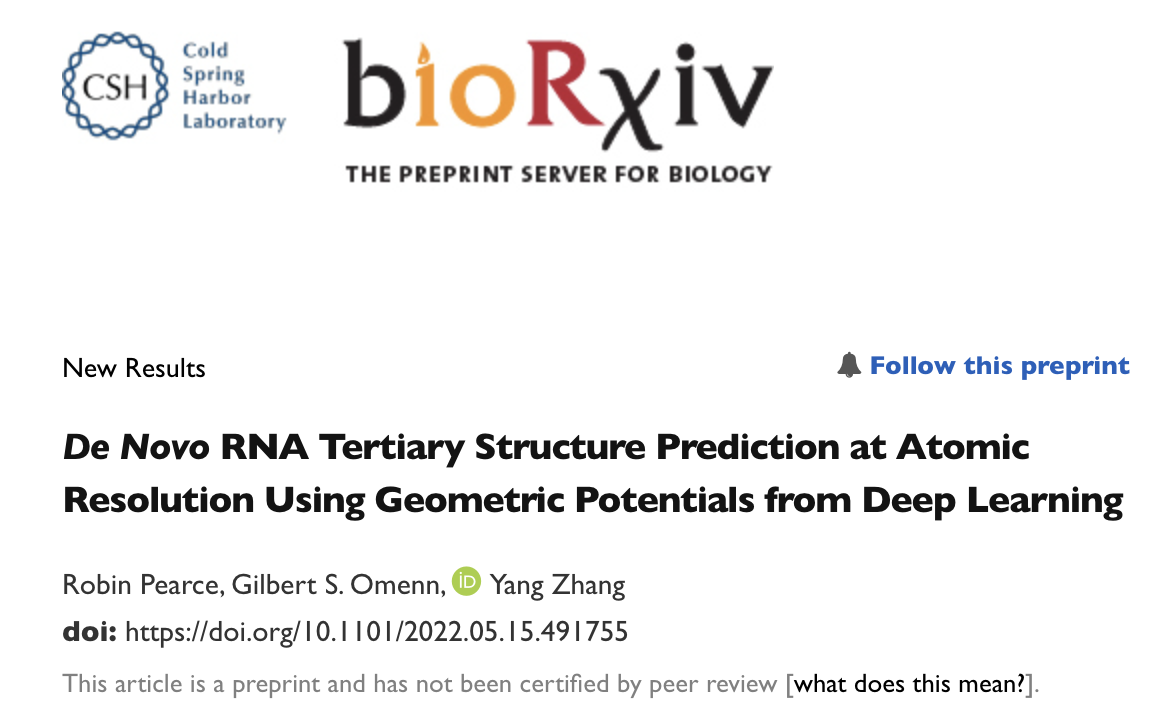 CSH
Cold
Spring
Harbor
Laboratory
bioRχiv
THE PREPRINT SERVER FOR BIOLOGY
New Results
Follow this preprint
De Novo RNA Tertiary Structure Prediction at Atomic
Resolution Using Geometric Potentials from Deep Learning
Robin Pearce, Gilbert S. Omenn, iD Yang Zhang
doi: https://doi.org/10.1101/2022.05.15.491755
This article is a preprint and has not been certified by peer review [what does this mean?].